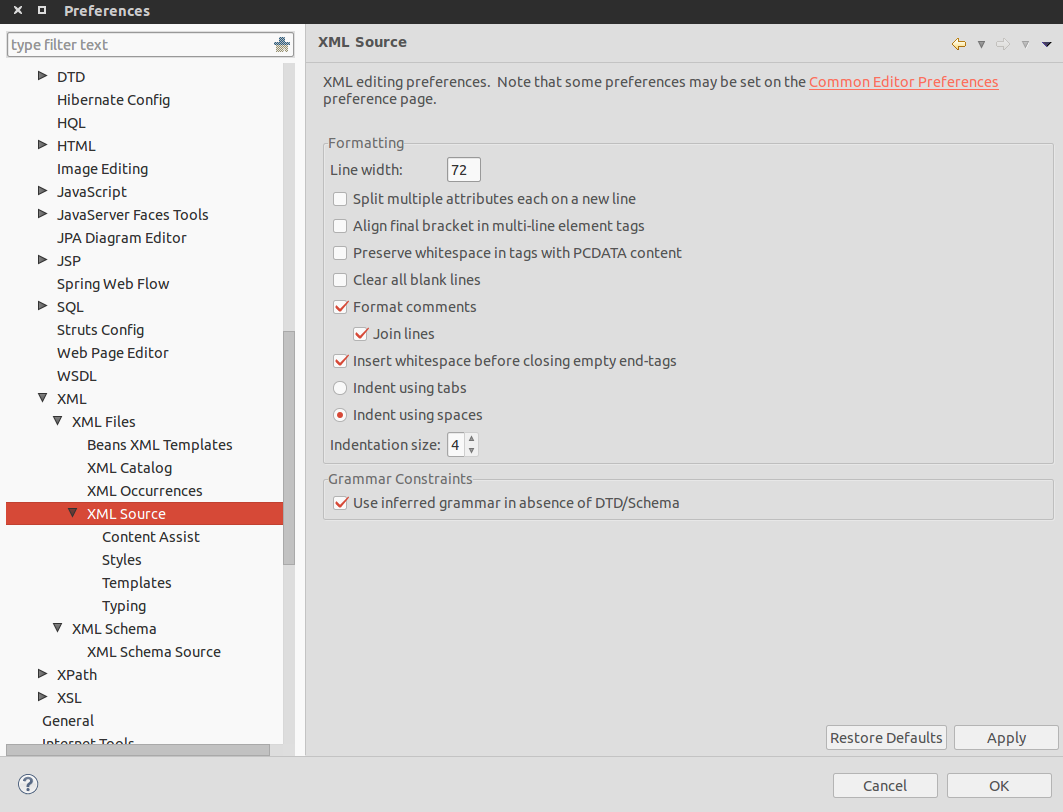 Preferences
type filter text
DTD
Hibernate Config
HQL
HTML
Image Editing
JavaScript
JavaServer Faces Tools
JPA Diagram Editor
JSP
Spring Web Flow
SQL
Struts Config
Web Page Editor
WSDL
XML
XML Files
Beans XML Templates
XML Catalog
XML Occurrences
XML Source
Content Assist
Styles
Templates
Typing
XML Schema
XML Schema Source
XPath
XSL
General
Internet Tools
XML Source
XML editing preferences.  Note that some preferences may be set on the Common Editor Preferences
preference page.
Formatting
Line width: 72
Split multiple attributes each on a new line
Align final bracket in multi-line element tags
Preserve whitespace in tags with PCDATA content
Clear all blank lines
Format comments
Join lines
Insert whitespace before closing empty end-tags
Indent using tabs
Indent using spaces
Indentation size: 4
Grammar Constraints
Use inferred grammar in absence of DTD/Schema
Restore Defaults Apply
? Cancel OK